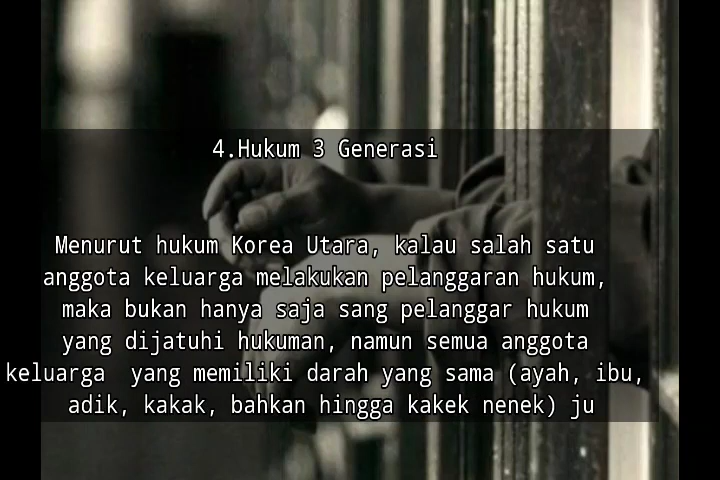 4.Hukum 3 Generasi
Menurut hukum Korea Utara, kalau salah satu
anggota keluarga melakukan pelanggaran hukum,
maka bukan hanya saja sang pelanggar hukum
yang dijatuhi hukuman, namun semua anggota
keluarga  yang memiliki darah yang sama (ayah, ibu,
adik, kakak, bahkan hingga kakek nenek) ju